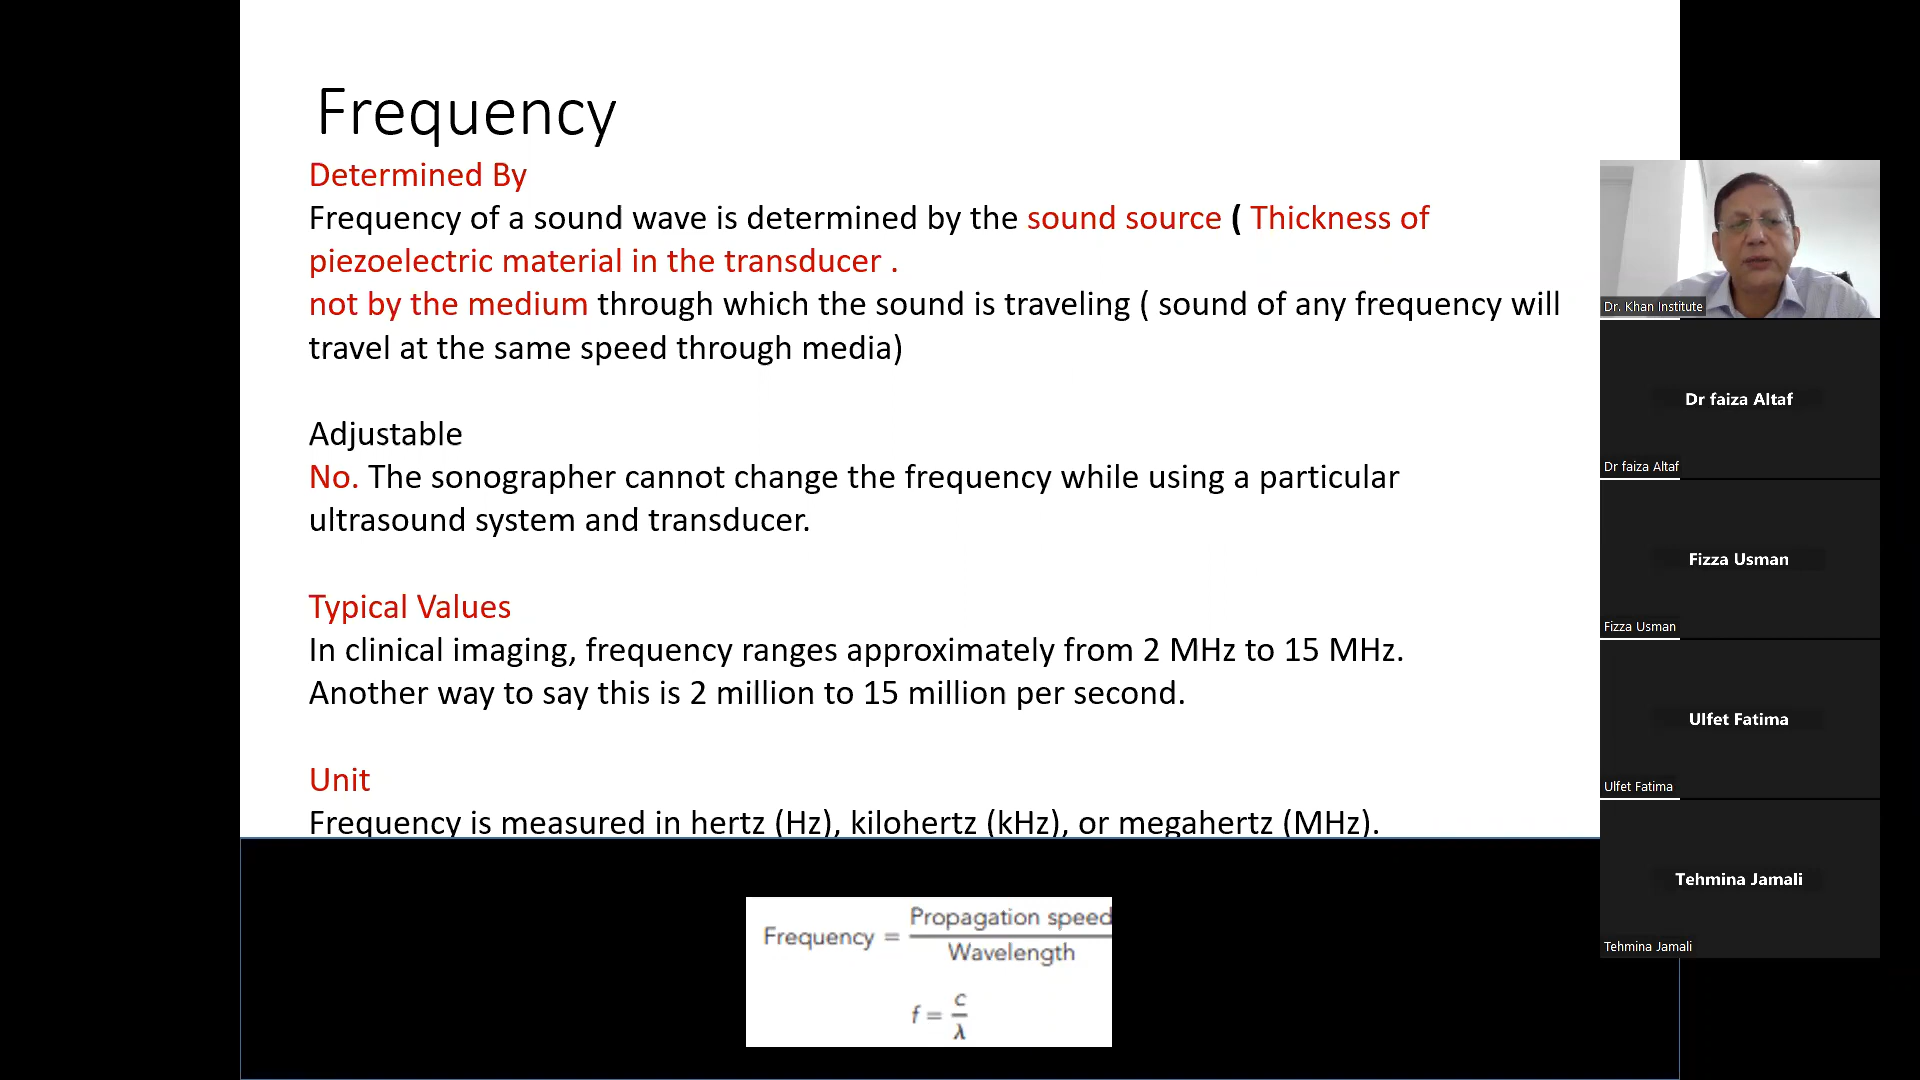 Frequency
Determined By
Frequency of a sound wave is determined by the sound source ( Thickness of
piezoelectric material in the transducer .
not by the medium through which the sound is traveling ( sound of any frequency will
travel at the same speed through media)
Adjustable
No. The sonographer cannot change the frequency while using a particular
ultrasound system and transducer.
Typical Values
In clinical imaging, frequency ranges approximately from 2 MHz to 15 MHz.
Another way to say this is 2 million to 15 million per second.
Unit
Frequency is measured in hertz (Hz), kilohertz (kHz), or megahertz (MHz).
Frequency = Propagation speed
Wavelength
f = c
λ
Dr. Khan Institute
Dr faiza Altaf
Dr faiza Altaf
Fizza Usman
Fizza Usman
Ulfet Fatima
Ulfet Fatima
Tehmina Jamali
Tehmina Jamali